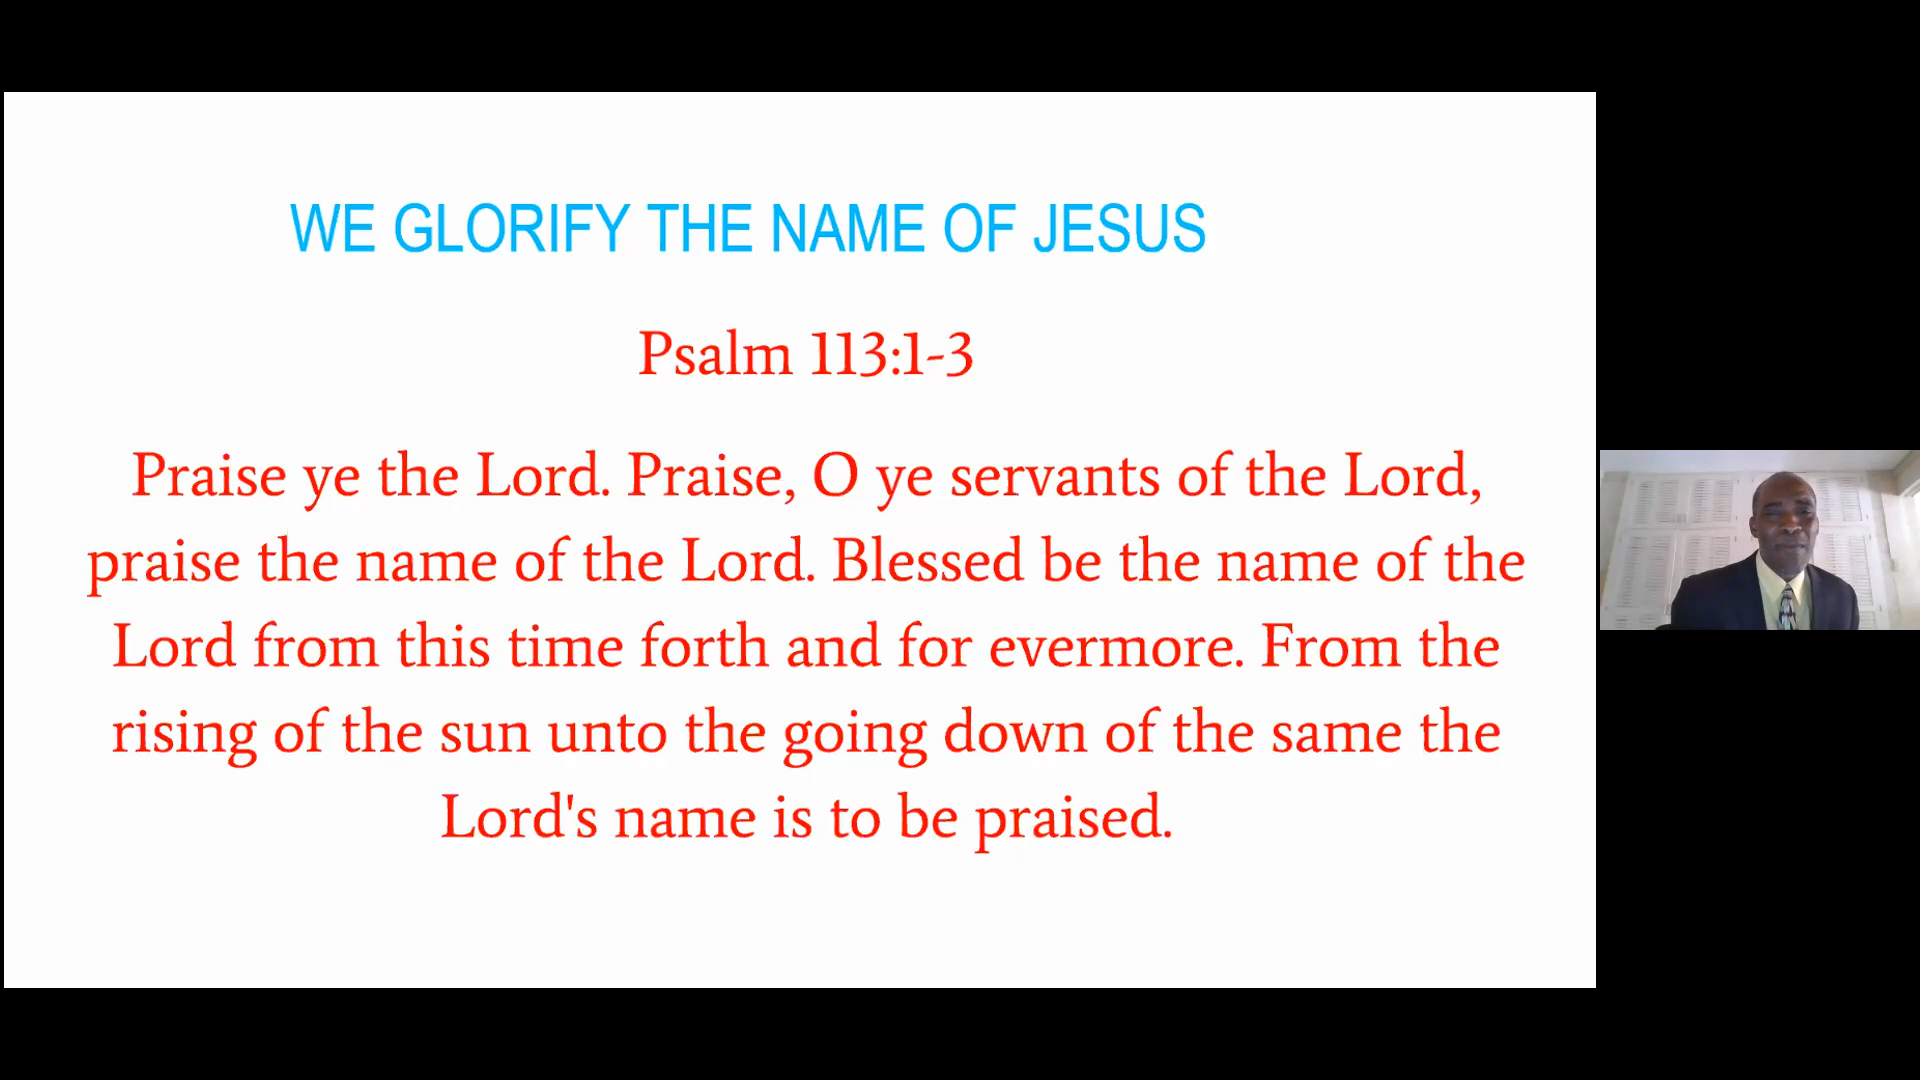 WE GLORIFY THE NAME OF JESUS
Psalm 113:1-3
Praise ye the Lord. Praise, O ye servants of the Lord,
praise the name of the Lord. Blessed be the name of the
Lord from this time forth and for evermore. From the
rising of the sun unto the going down of the same the
Lord's name is to be praised.